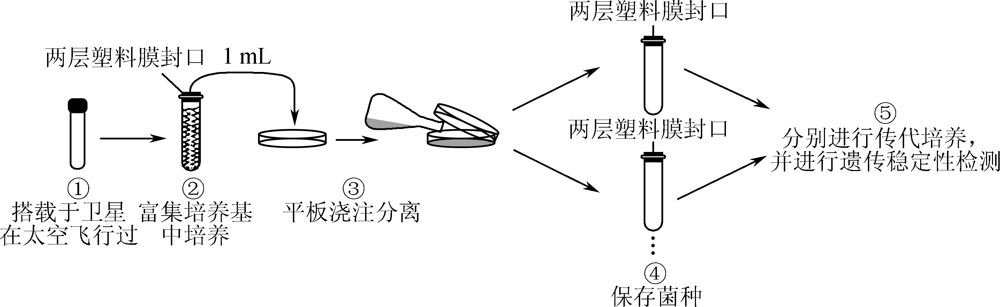 两层塑料膜封口
两层塑料膜封口 1 mL
两层塑料膜封口
①
搭载于卫星
在太空飞行过
②
富集培养基
中培养
③
平板浇注分离
④
保存菌种
⑤
分别进行传代培养，
并进行遗传稳定性检测